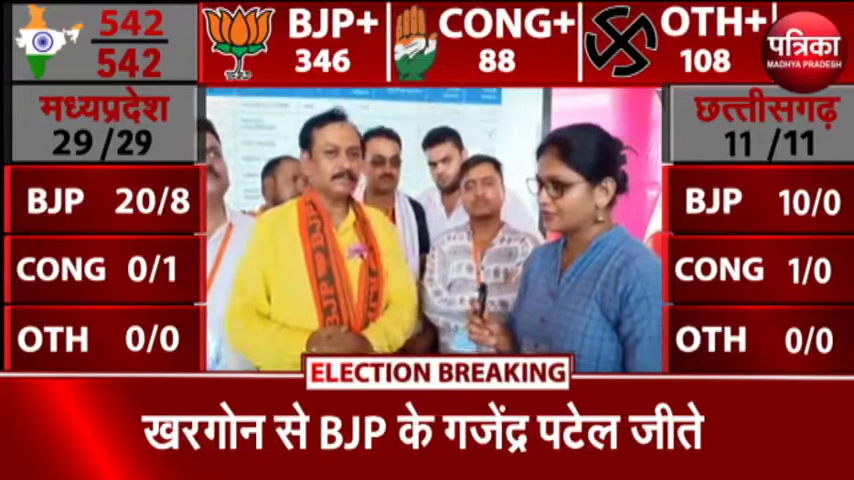 542
542
BJP+
346
CONG+
88
OTH+
108
पत्रिका
MADHYA PRADESH
मध्यप्रदेश
29/29
BJP 20/8
CONG 0/1
OTH 0/0
छत्तीसगढ़
11/11
BJP 10/0
CONG 1/0
OTH 0/0
BJP
BJP
ELECTION BREAKING
खरगोन से BJP के गजेंद्र पटेल जीते